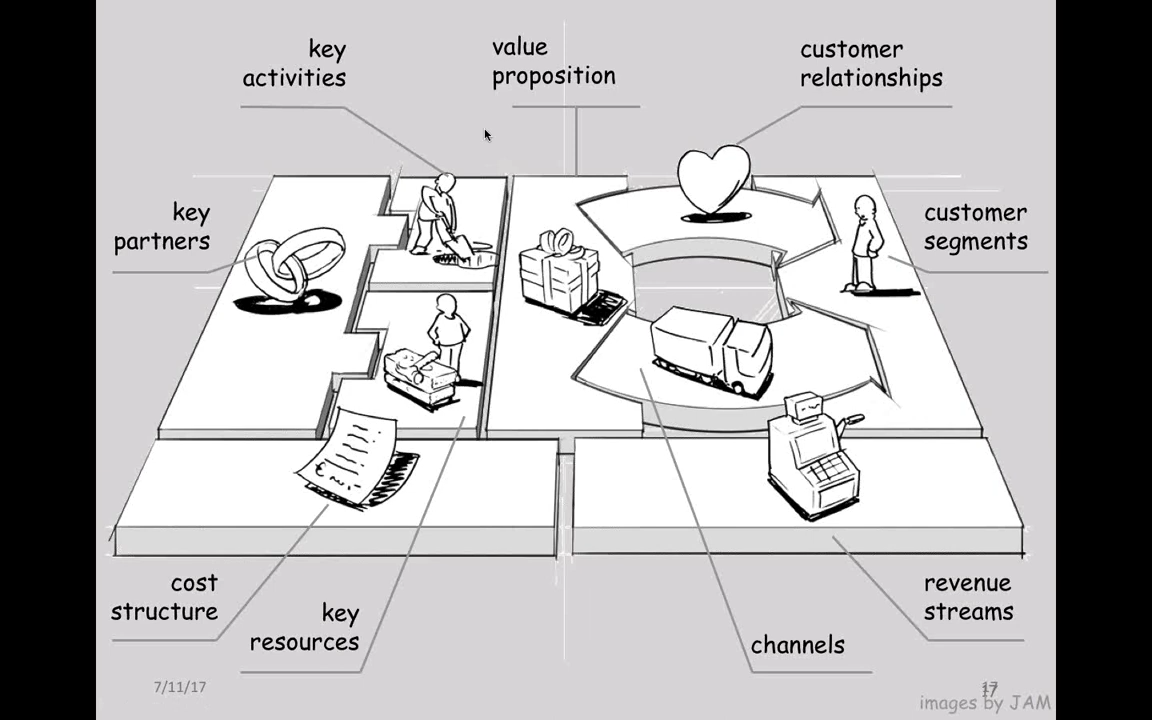 key
activities
value
proposition
customer
relationships
key
partners
customer
segments
cost
structure
key
resources
channels
revenue
streams
7/11/17
17
images by JAM